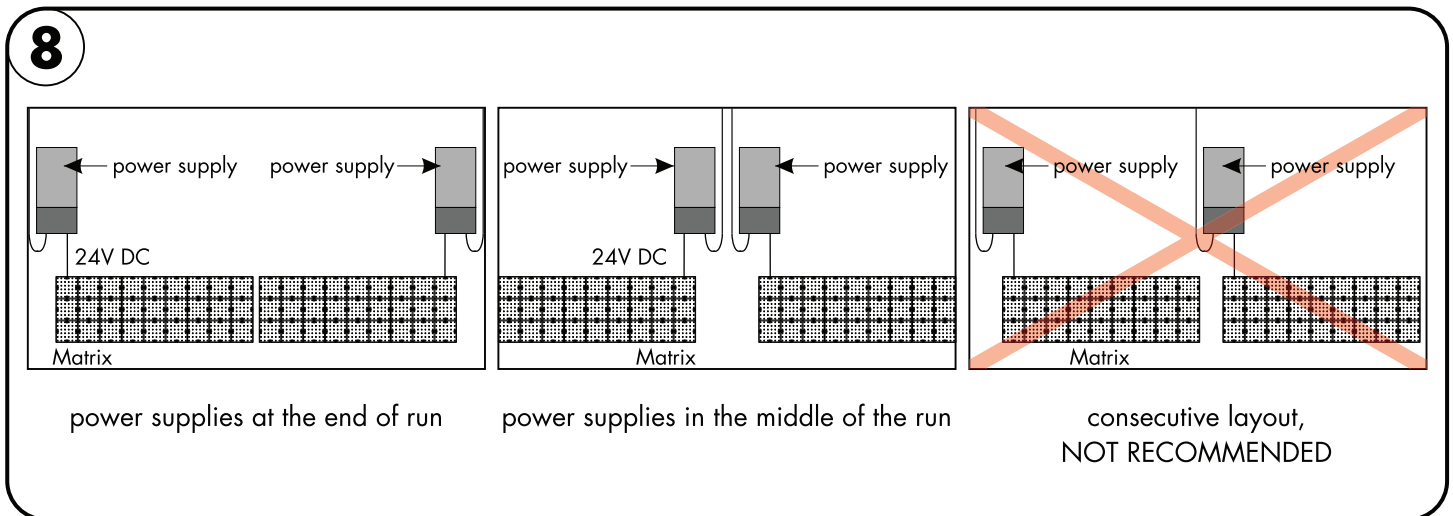 8
power supply power supply
24V DC
Matrix
power supplies at the end of run
power supply power supply
24V DC
Matrix
power supplies in the middle of the run
power supply power supply
Matrix
consecutive layout,
NOT RECOMMENDED